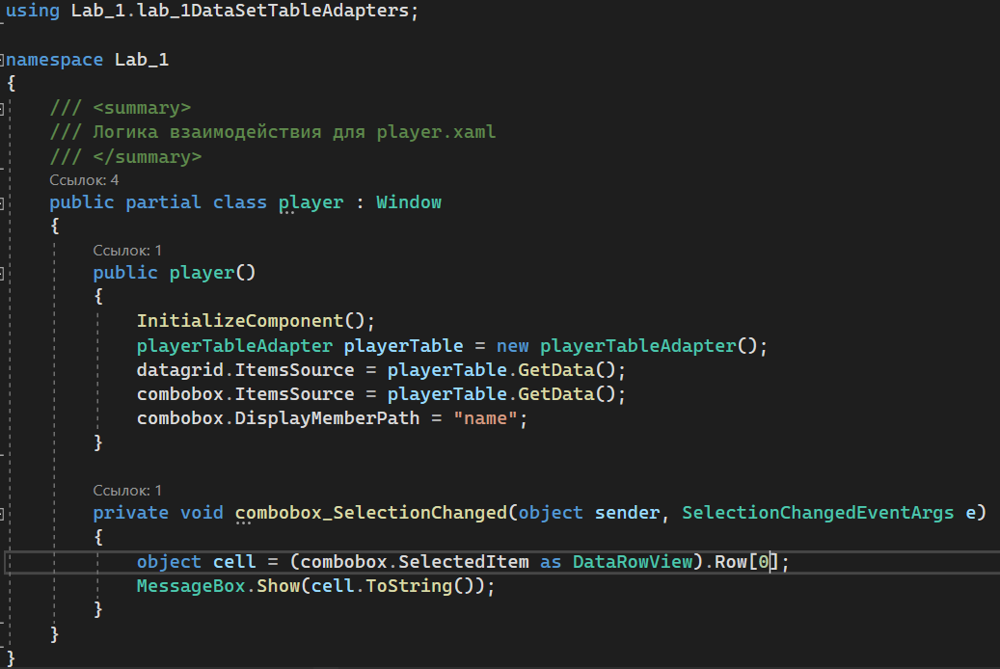 using Lab_1.lab_1DataSetTableAdapters;
namespace Lab_1
{
/// <summary>
/// Логика взаимодействия для player.xaml
/// </summary>
Ссылок: 4
public partial class player : Window
{
Ссылок: 1
public player()
{
InitializeComponent();
playerTableAdapter playerTable = new playerTableAdapter();
datagrid.ItemsSource = playerTable.GetData();
combobox.ItemsSource = playerTable.GetData();
combobox.DisplayMemberPath = "name";
}
Ссылок: 1
private void combobox_SelectionChanged(object sender, SelectionChangedEventArgs e)
{
object cell = (combobox.SelectedItem as DataRowView).Row[0];
MessageBox.Show(cell.ToString());
}
}
}